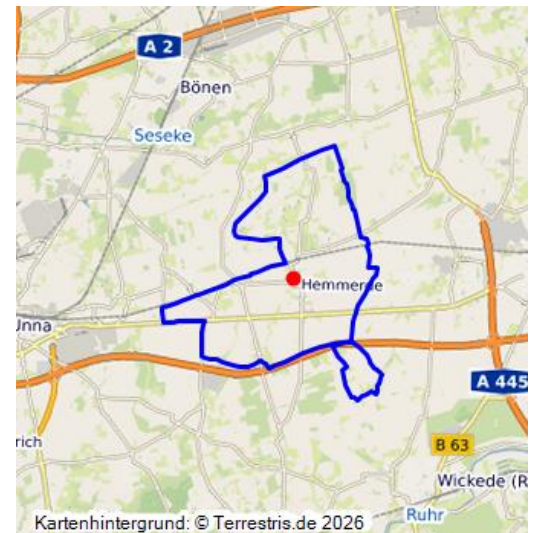 A 2
Bönen
Seseke
Hemmerde
Unna
A 445
rich
B 63
Wickede (R
Ruhr
Kartenhintergrund: © Terrestris.de 2026